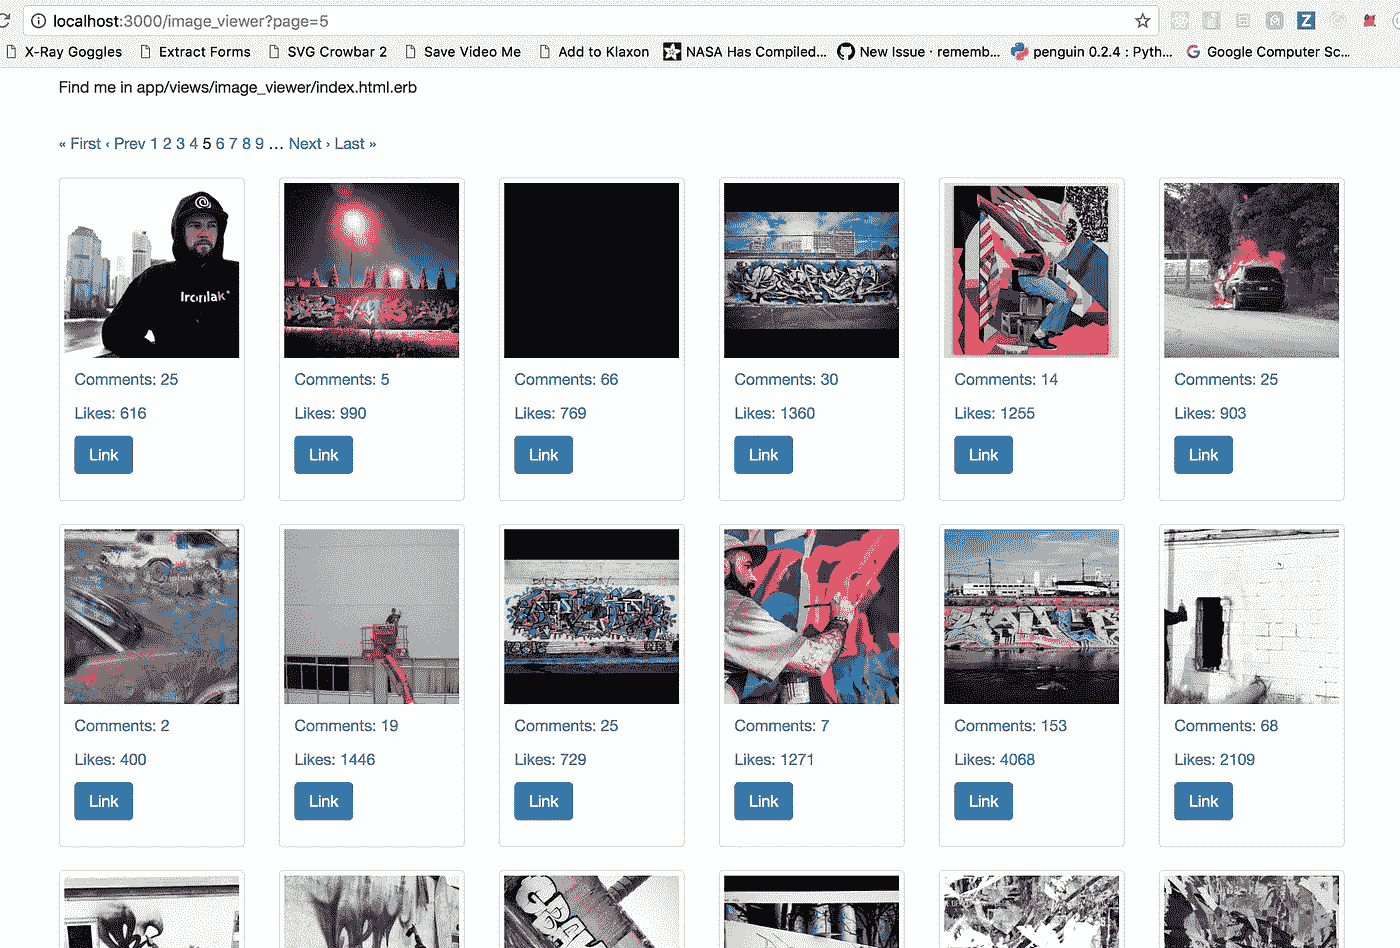 localhost:3000/image_viewer?page=5
X-Ray Goggles Extract Forms SVG Crowbar 2 Save Video Me Add to Klaxon NASA Has Compiled... New Issue · rememb... penguin 0.2.4 : Pyth... Google Computer Sc...
Find me in app/views/image_viewer/index.html.erb
« First ‹ Prev 1 2 3 4 5 6 7 8 9 … Next › Last »
Ironlak
Comments: 25 Comments: 5 Comments: 66 Comments: 30 Comments: 14 Comments: 25
Likes: 616 Likes: 990 Likes: 769 Likes: 1360 Likes: 1255 Likes: 903
Link Link Link Link Link Link
Comments: 2 Comments: 19 Comments: 25 Comments: 7 Comments: 153 Comments: 68
Likes: 400 Likes: 1446 Likes: 729 Likes: 1271 Likes: 4068 Likes: 2109
Link Link Link Link Link Link